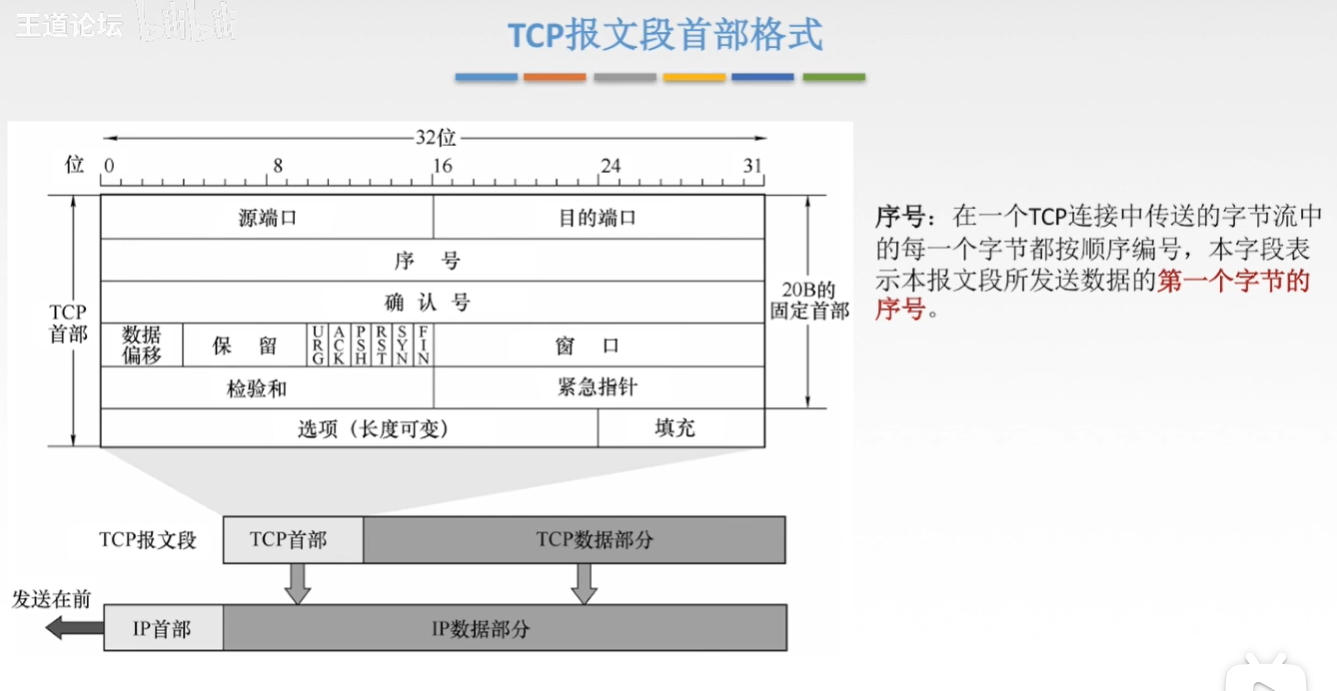 王道论坛 bilibili
TCP报文段首部格式
32位
位 0 8 16 24 31
源端口 目的端口
序 号
确 认 号
数据偏移 保 留 URG ACK PSH RST SYN FIN 窗 口
检验和 紧急指针
选项（长度可变） 填充
TCP
首部
20B的
固定首部
序号：在一个TCP连接中传送的字节流中
的每一个字节都按顺序编号，本字段表
示本报文段所发送数据的第一个字节的
序号。
TCP报文段 TCP首部 TCP数据部分
发送在前
IP首部 IP数据部分